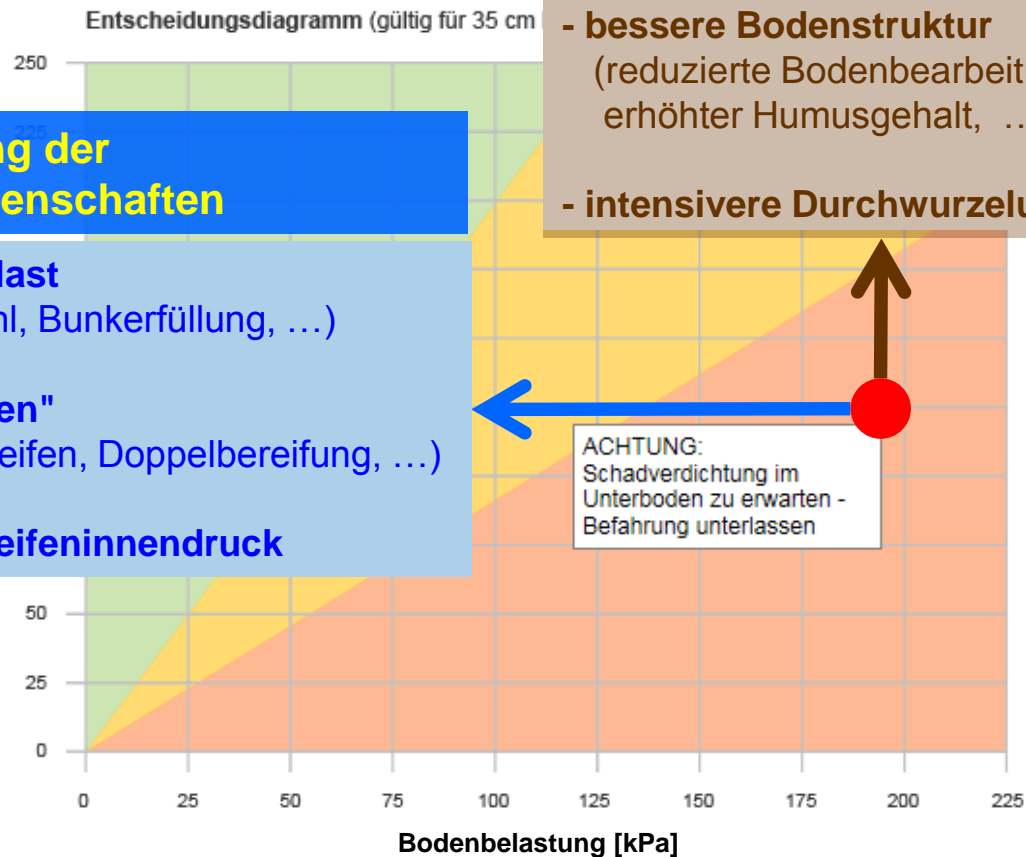 Entscheidungsdiagramm (gültig für 35 cm
- bessere Bodenstruktur
(reduzierte Bodenbearbeit
erhöhter Humusgehalt, …
- intensivere Durchwurzelu
250
225
ng der
enschaften
last
hl, Bunkerfüllung, …)
en"
eifen, Doppelbereifung, …)
eifeninnendruck
ACHTUNG:
Schadverdichtung im
Unterboden zu erwarten -
Befahrung unterlassen
50
25
0
0 25 50 75 100 125 150 175 200 225
Bodenbelastung [kPa]